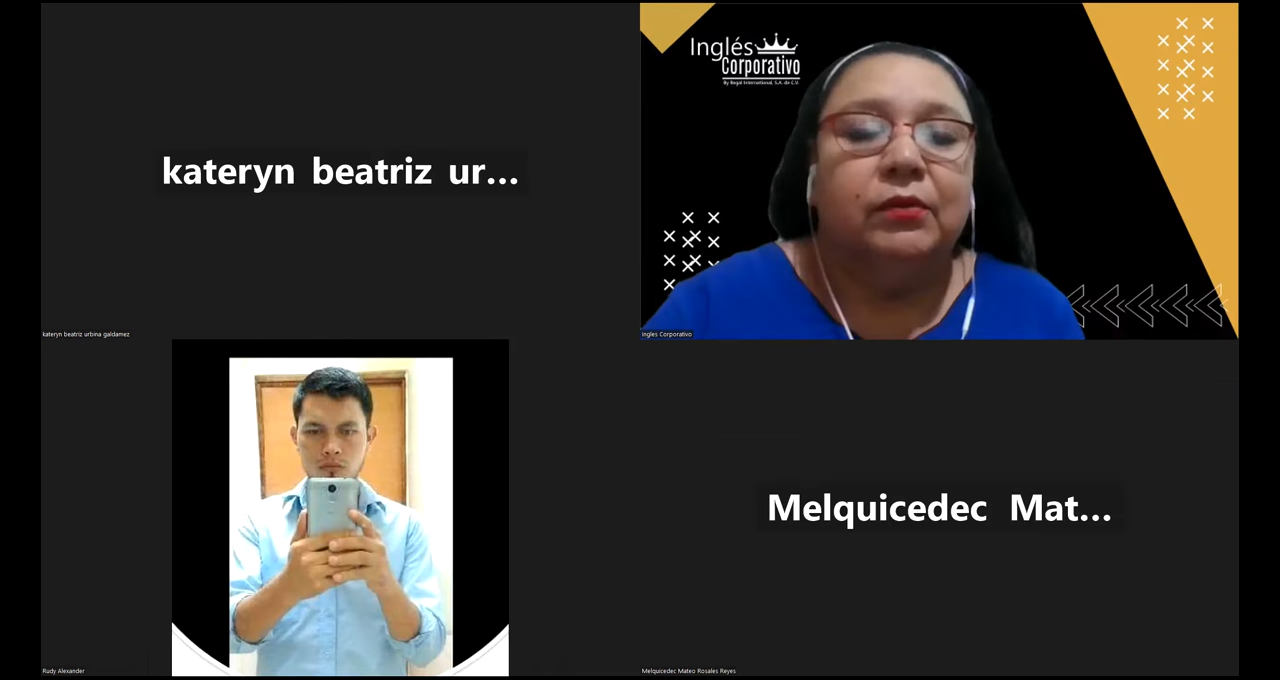 kateryn beatriz ur...
kateryn beatriz urbina galdamez
Inglés
Corporativo
By Regal International, S.A. de C.V.
Ingles Corporativo
Rudy Alexander
Melquicedec Mat...
Melquicedec Mateo Rosales Reyes